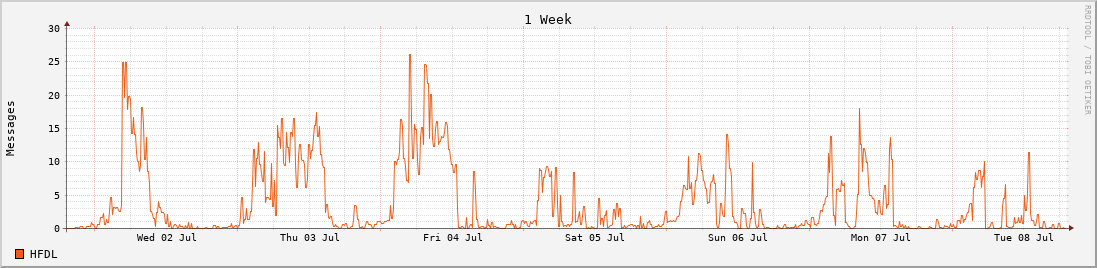 1 Week
RRDTOOL / TOBI OETIKER
Messages
30
25
20
15
10
5
0
Wed 02 Jul Thu 03 Jul Fri 04 Jul Sat 05 Jul Sun 06 Jul Mon 07 Jul Tue 08 Jul
HFDL